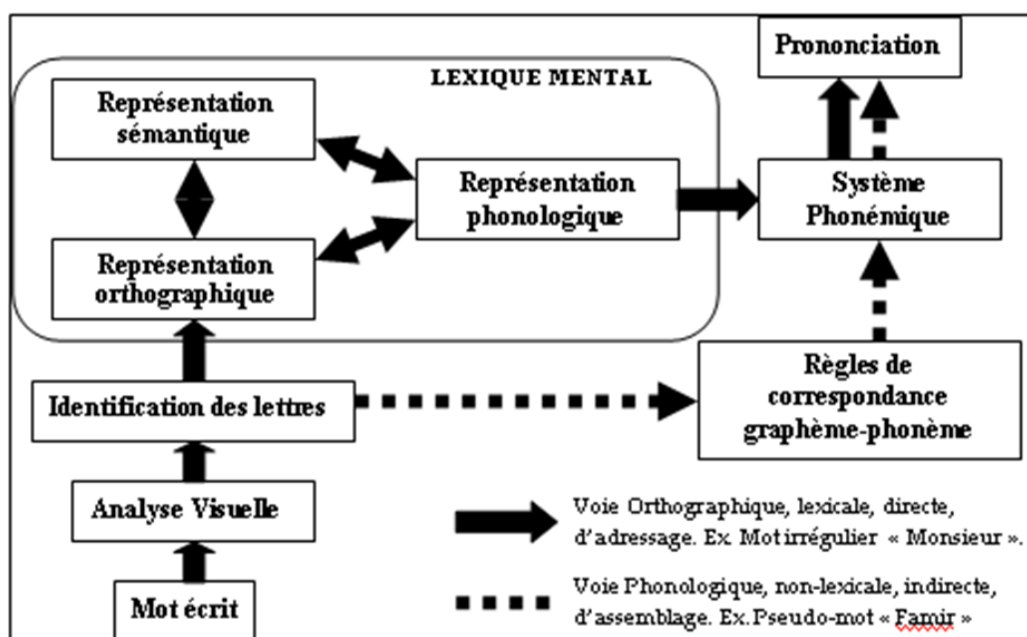 Prononciation
LEXIQUE MENTAL
Représentation
sémantique
Représentation
phonologique
Système
Phonémique
Représentation
orthographique
Identification des lettres
Règles de
correspondance
graphème-phonème
Analyse Visuelle
Mot écrit
Voie Orthographique, lexicale, directe,
d'adressage. Ex. Mot irrégulier « Monsieur ».
Voie Phonologique, non-lexicale, indirecte,
d'assemblage. Ex. Pseudo-mot « Famir »